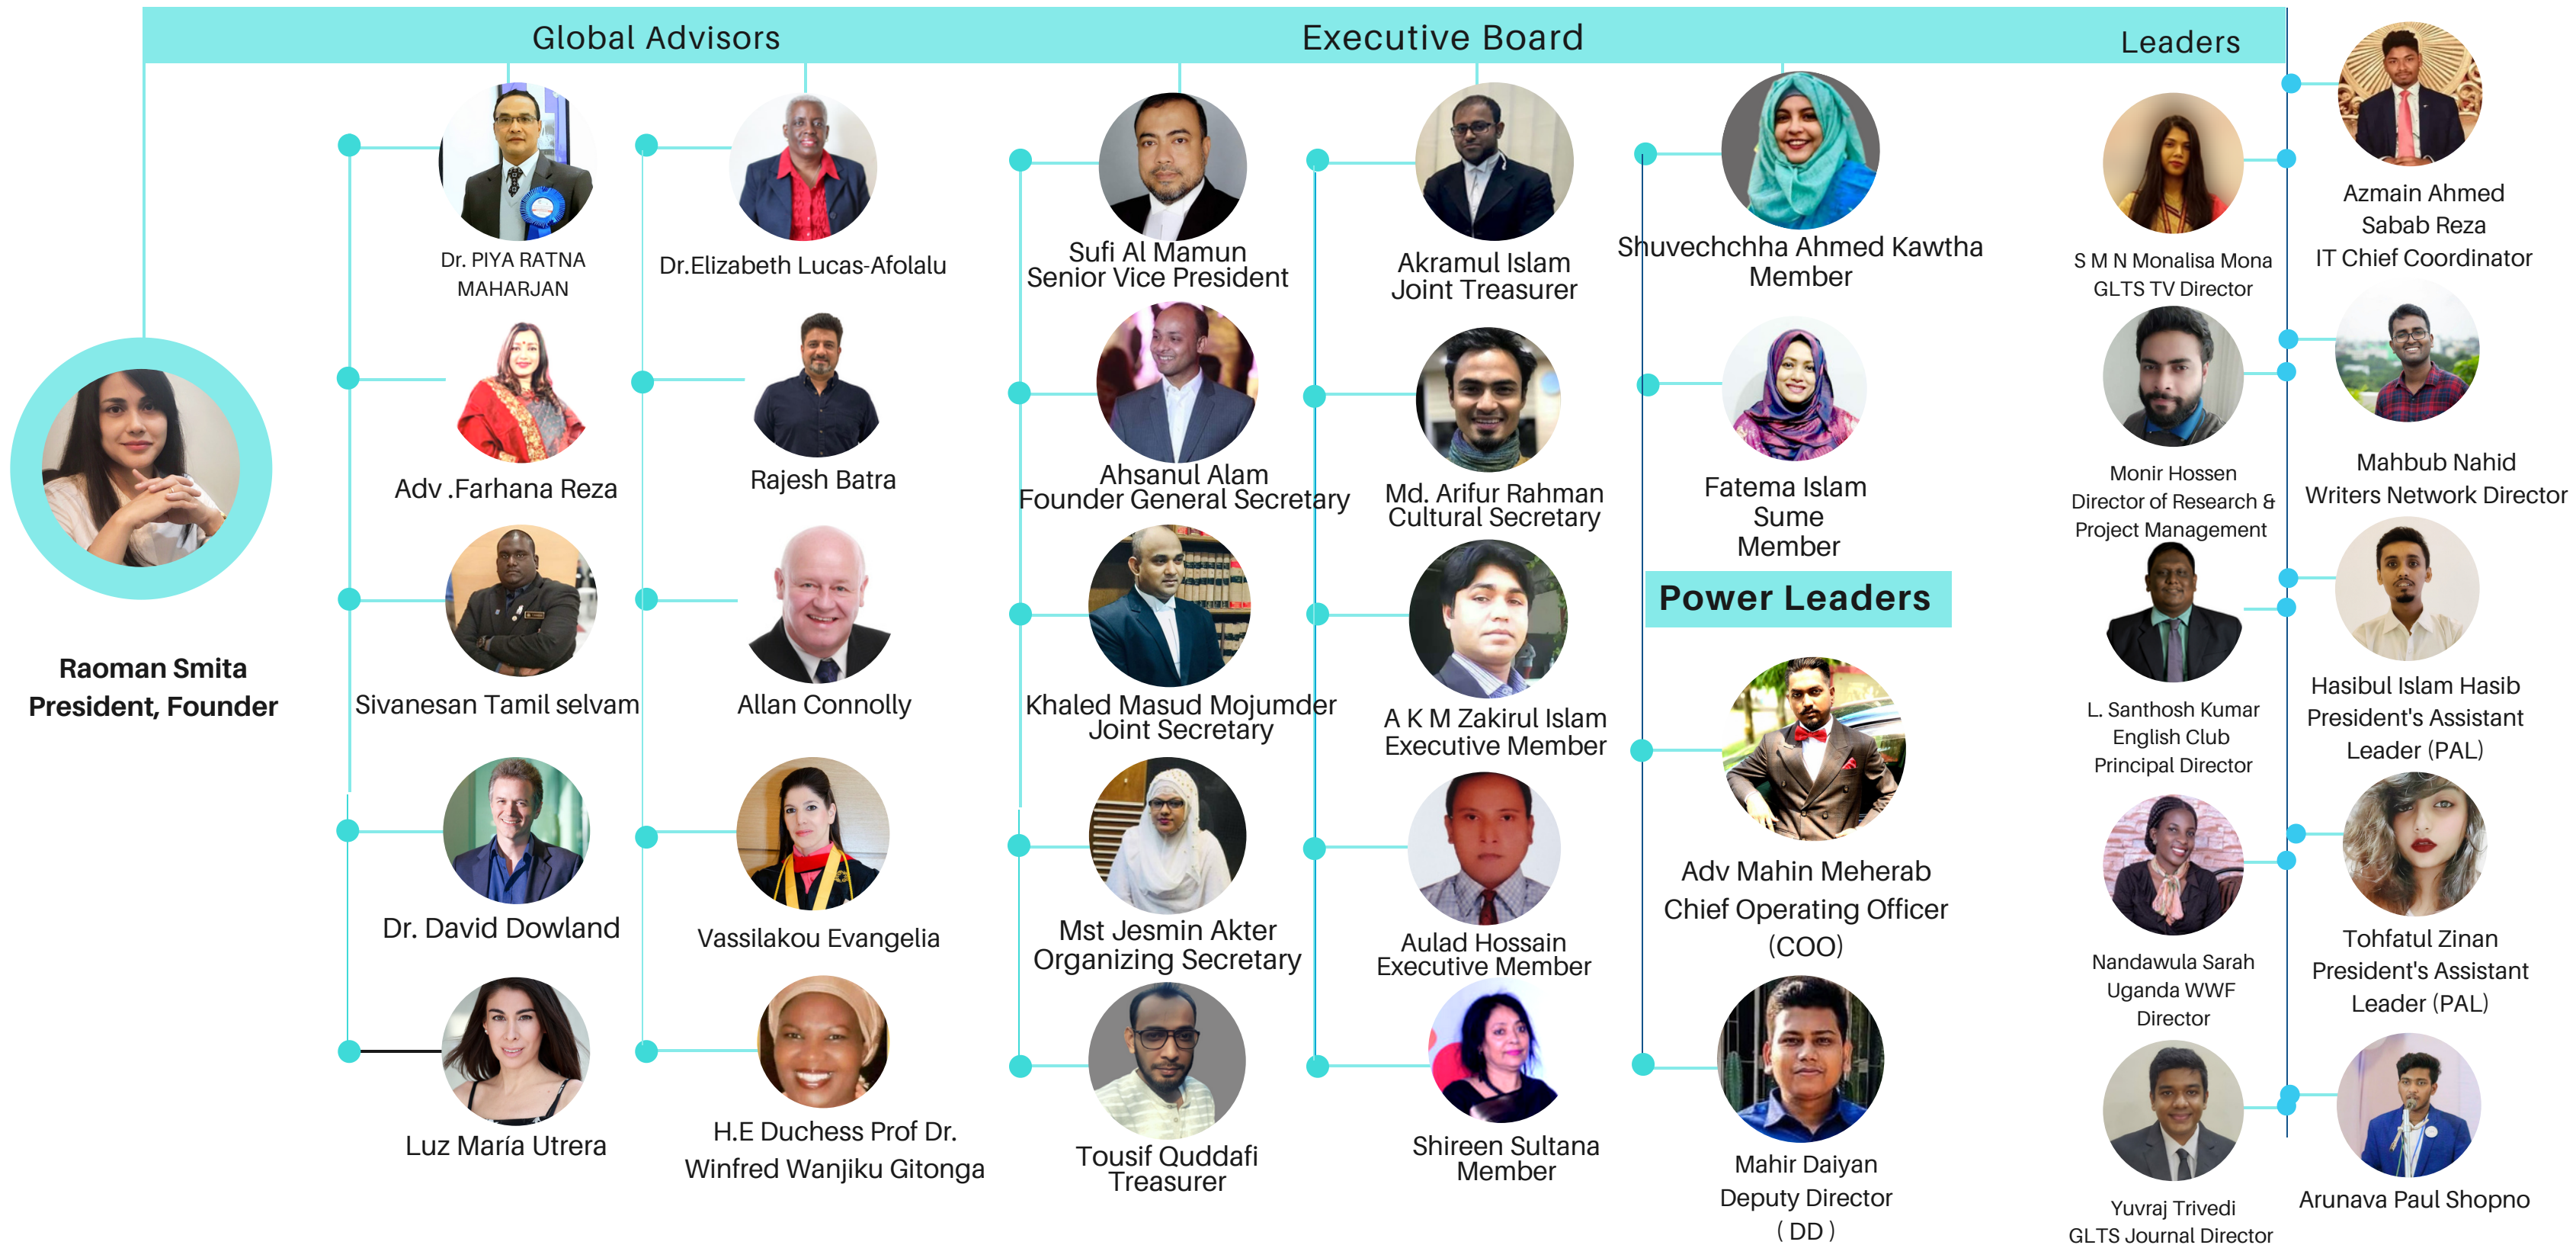 Global Advisors
Executive Board
Leaders
Raoman Smita
President, Founder
Dr. PIYA RATNA
MAHARJAN
Adv .Farhana Reza
Sivanesan Tamil selvam
Dr. David Dowland
Luz María Utrera
Dr.Elizabeth Lucas-Afolalu
Rajesh Batra
Allan Connolly
Vassilakou Evangelia
H.E Duchess Prof Dr.
Winfred Wanjiku Gitonga
Sufi Al Mamun
Senior Vice President
Ahsanul Alam
Founder General Secretary
Khaled Masud Mojumder
Joint Secretary
Mst Jesmin Akter
Organizing Secretary
Tousif Quddafi
Treasurer
Akramul Islam
Joint Treasurer
Md. Arifur Rahman
Cultural Secretary
A K M Zakirul Islam
Executive Member
Aulad Hossain
Executive Member
Shireen Sultana
Member
Shuvechchha Ahmed Kawtha
Member
Fatema Islam
Sume
Member
Power Leaders
Adv Mahin Meherab
Chief Operating Officer
(COO)
Mahir Daiyan
Deputy Director
( DD )
S M N Monalisa Mona
GLTS TV Director
Monir Hossen
Director of Research &
Project Management
L. Santhosh Kumar
English Club
Principal Director
Nandawula Sarah
Uganda WWF
Director
Yuvraj Trivedi
GLTS Journal Director
Azmain Ahmed
Sabab Reza
IT Chief Coordinator
Mahbub Nahid
Writers Network Director
Hasibul Islam Hasib
President's Assistant
Leader (PAL)
Tohfatul Zinan
President's Assistant
Leader (PAL)
Arunava Paul Shopno